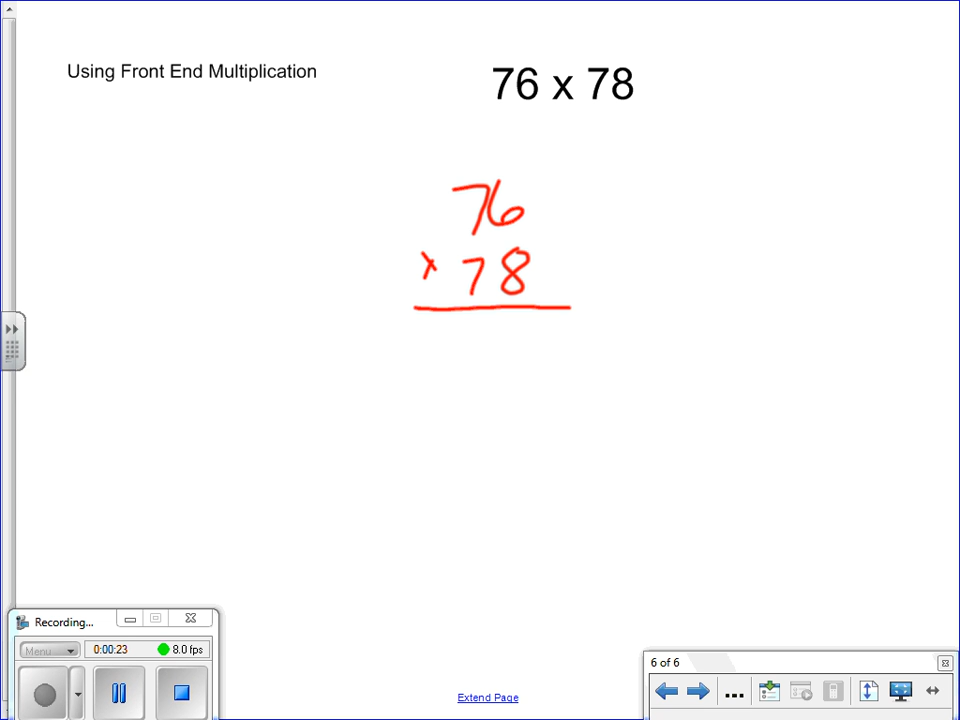 Using Front End Multiplication
76 x 78
76
x 78
Recording...
Menu
0:00:23
8.0 fps
Extend Page
6 of 6
...